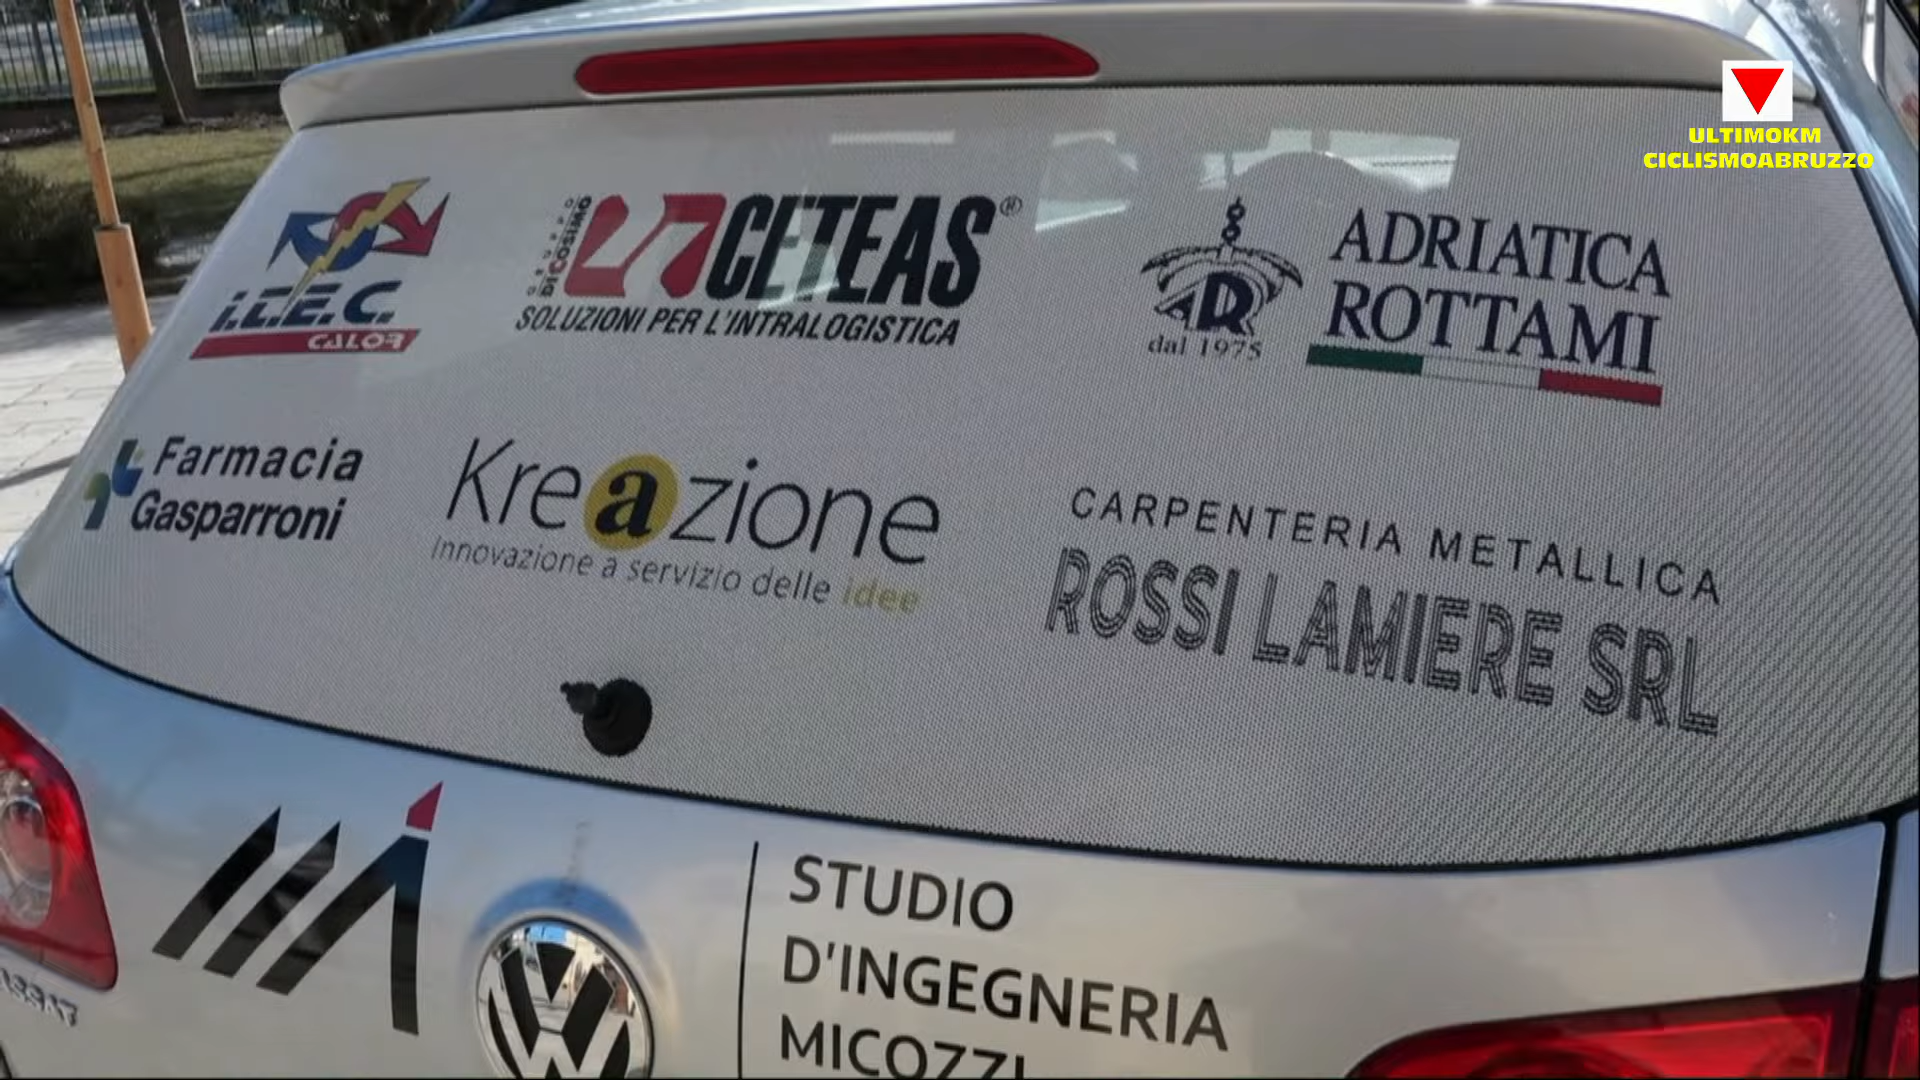 ULTIMOKM
CICLISMOABRUZZO
I.C.E.C.
CALOR
GRUPPO
DI COSIMO
CETEAS®
SOLUZIONI PER L'INTRALOGISTICA
AR
dal 1975
ADRIATICA
ROTTAMI
Farmacia
Gasparroni
Kreazione
Innovazione a servizio delle idee
CARPENTERIA METALLICA
ROSSI LAMIERE SRL
STUDIO
D'INGEGNERIA
MICOZZI